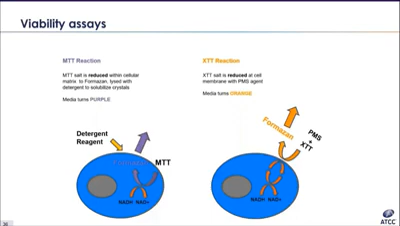 Viability assays
MTT Reaction
MTT salt is reduced within cellular
matrix to Formazan, lysed with
detergent to solubilize crystals
Media turns PURPLE
XTT Reaction
XTT salt is reduced at cell
membrane with PMS agent
Media turns ORANGE
Detergent
Reagent
Formazan
MTT
NADH NAD+
Formazan
PMS
+
XTT
NADH NAD+
ATCC